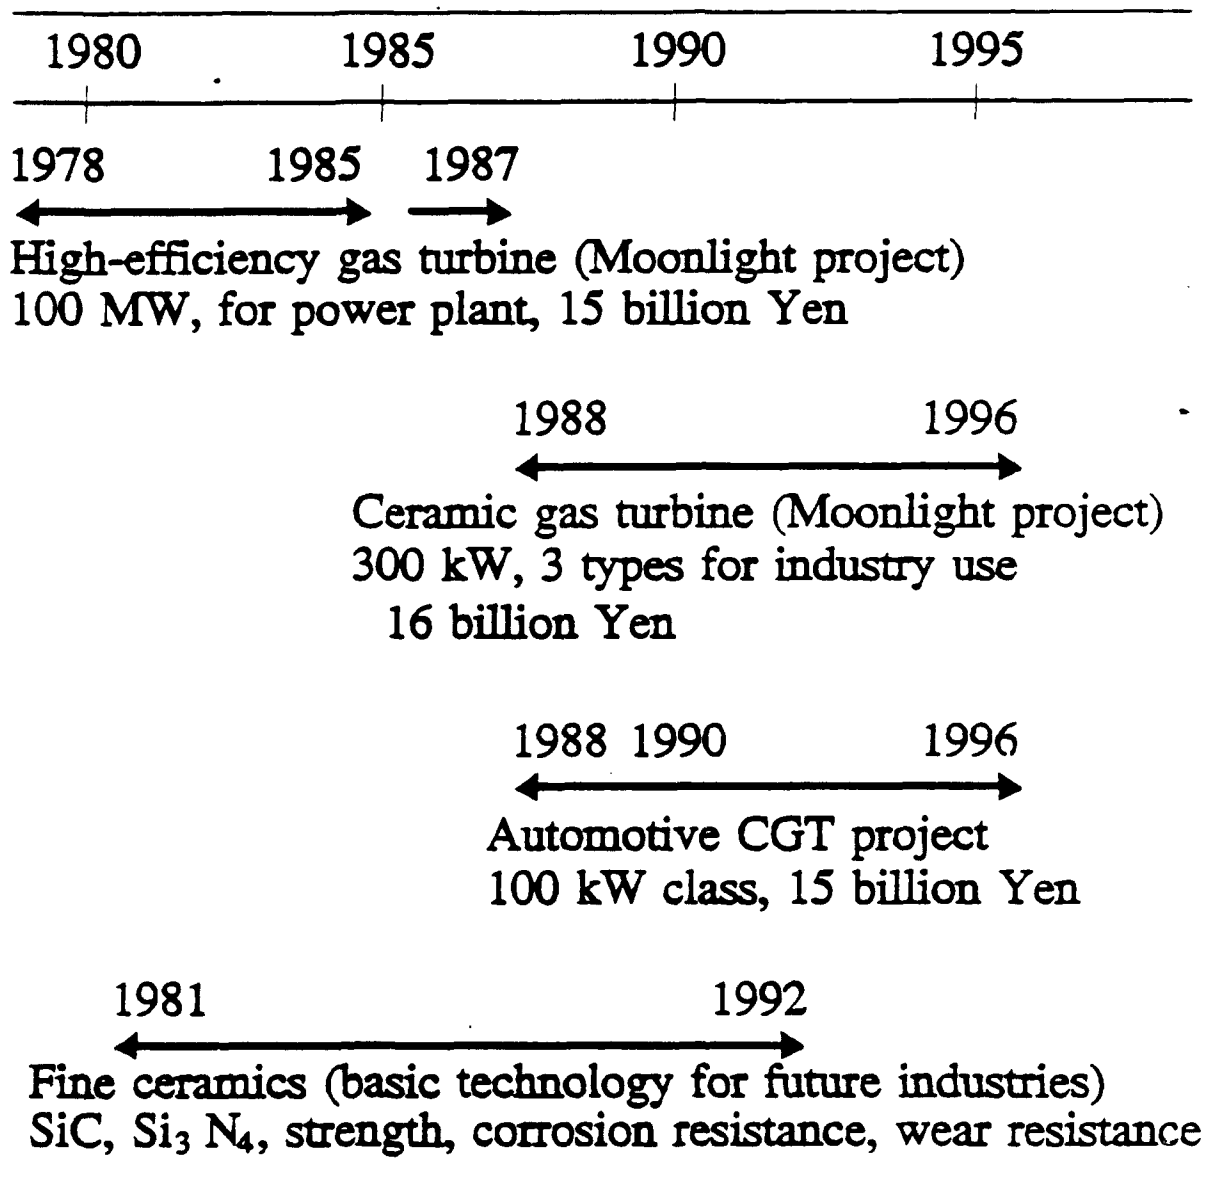 1980 1985 1990 1995
1978 1985 1987
High-efficiency gas turbine (Moonlight project)
100 MW, for power plant, 15 billion Yen
1988 1996
Ceramic gas turbine (Moonlight project)
300 kW, 3 types for industry use
16 billion Yen
1988 1990 1996
Automotive CGT project
100 kW class, 15 billion Yen
1981 1992
Fine ceramics (basic technology for future industries)
SiC, Si₃ N₄, strength, corrosion resistance, wear resistance